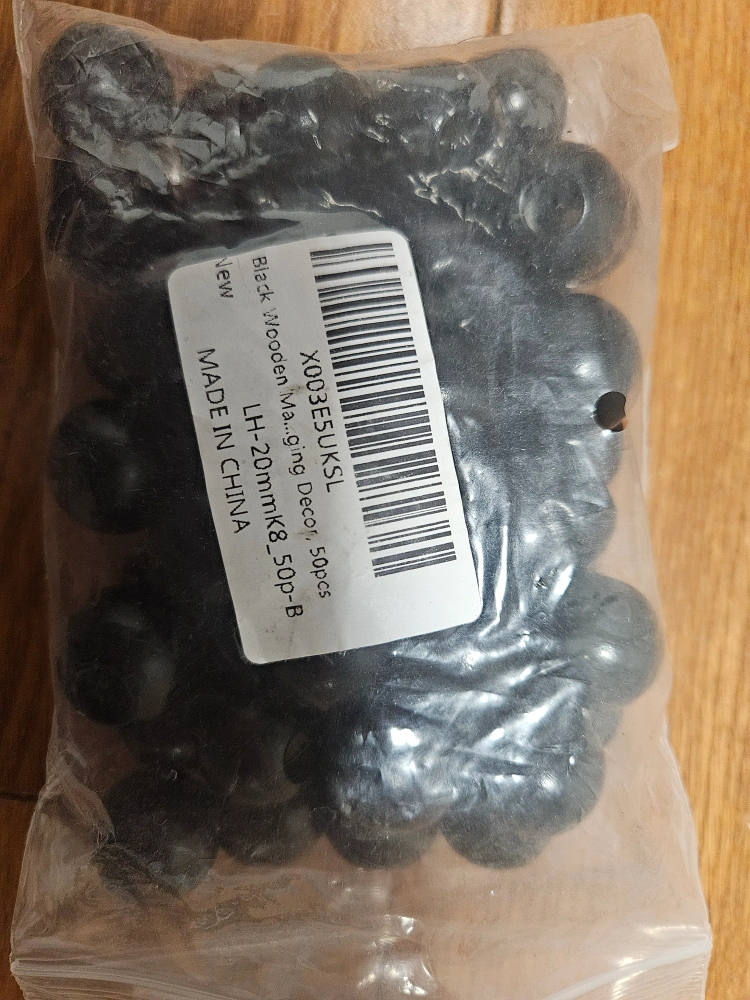 X003E5UKSL
Black Wooden Ma...ging Decor, 50pcs
New
LH-20mmK8_50p-B
MADE IN CHINA